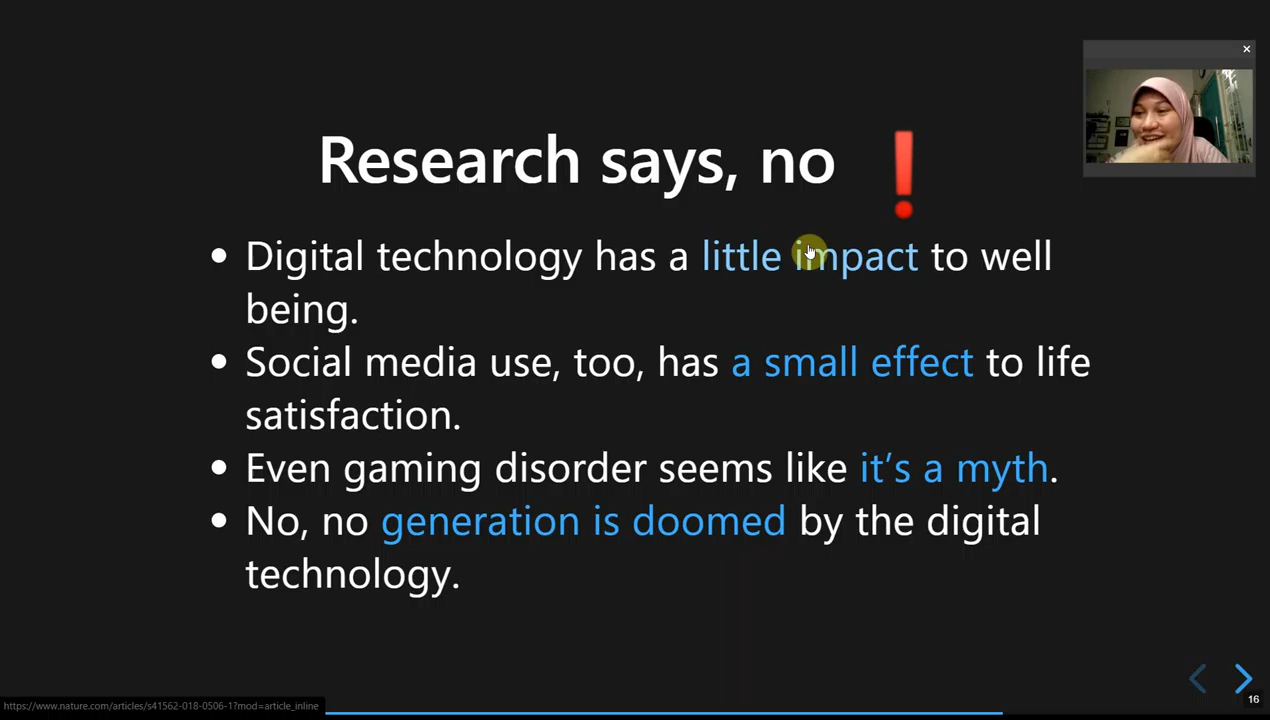 Research says, no ❗
• Digital technology has a little impact to well
being.
• Social media use, too, has a small effect to life
satisfaction.
• Even gaming disorder seems like it’s a myth.
• No, no generation is doomed by the digital
technology.
16
https://www.nature.com/articles/s41562-018-0506-1?mod=article_inline